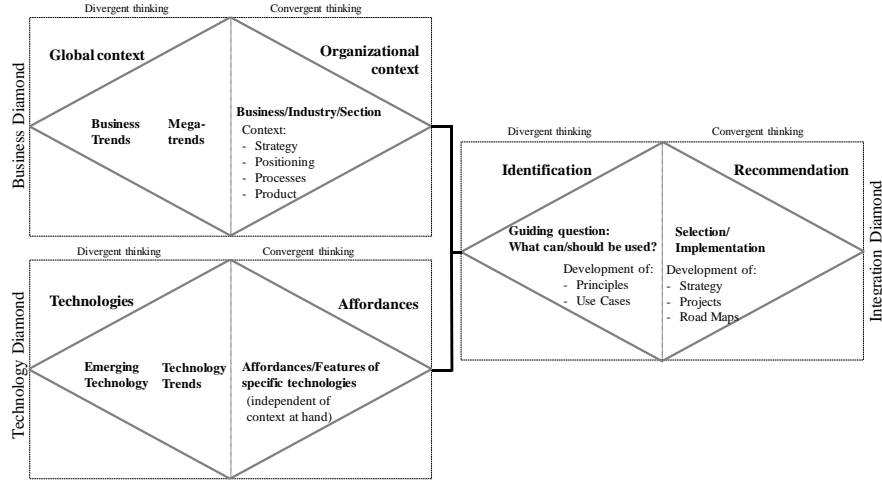 Divergent thinking
Convergent thinking
Business Diamond
Global context
Organizational
context
Business
Trends
Mega-
trends
Business/Industry/Section
Context:
- Strategy
- Positioning
- Processes
- Product
Divergent thinking
Convergent thinking
Technology Diamond
Technologies
Affordances
Emerging
Technology
Technology
Trends
Affordances/Features of
specific technologies
(independent of
context at hand)
Divergent thinking
Convergent thinking
Identification
Recommendation
Guiding question:
What can/should be used?
Development of:
- Principles
- Use Cases
Selection/
Implementation
Development of:
- Strategy
- Projects
- Road Maps
Integration Diamond